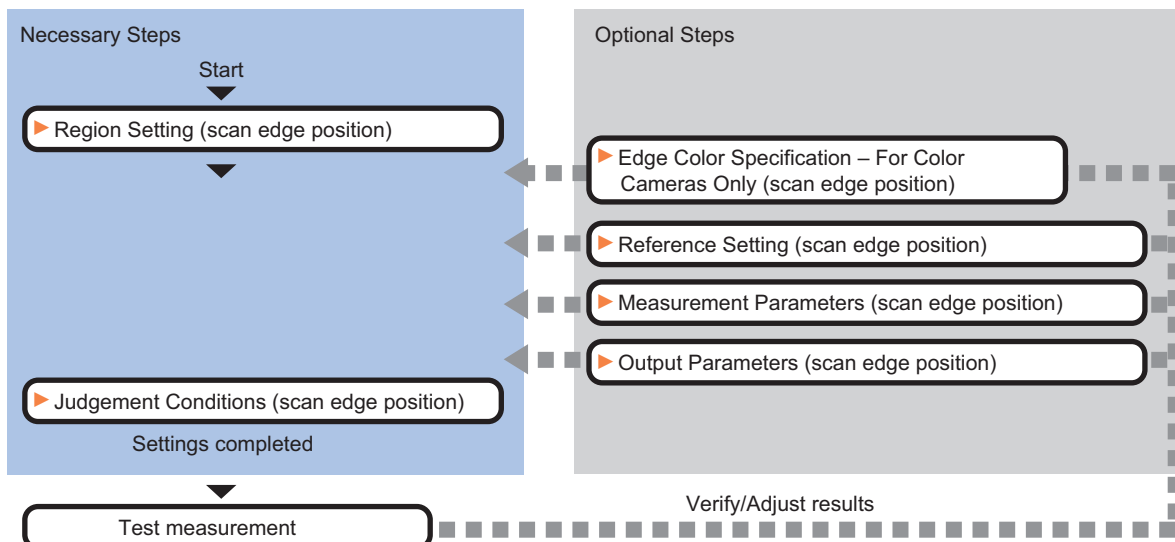 Necessary Steps
Start
Region Setting (scan edge position)
Judgement Conditions (scan edge position)
Settings completed
Test measurement
Optional Steps
Edge Color Specification – For Color
Cameras Only (scan edge position)
Reference Setting (scan edge position)
Measurement Parameters (scan edge position)
Output Parameters (scan edge position)
Verify/Adjust results